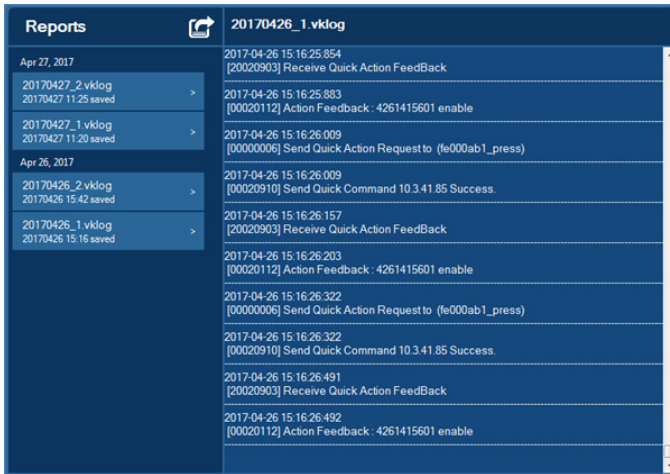 Reports
Apr 27, 2017
20170427_2.vklog
20170427 11:25 saved
>
20170427_1.vklog
20170427 11:20 saved
>
Apr 26, 2017
20170426_2.vklog
20170426 15:42 saved
>
20170426_1.vklog
20170426 15:16 saved
>
20170426_1.vklog
2017-04-26 15:16:25:854
[20020903] Receive Quick Action FeedBack
2017-04-26 15:16:25:883
[00020112] Action Feedback : 4261415601 enable
2017-04-26 15:16:26:009
[00000006] Send Quick Action Request to (fe000ab1_press)
2017-04-26 15:16:26:009
[00020910] Send Quick Command 10.3.41.85 Success.
2017-04-26 15:16:26:157
[20020903] Receive Quick Action FeedBack
2017-04-26 15:16:26:203
[00020112] Action Feedback : 4261415601 enable
2017-04-26 15:16:26:322
[00000006] Send Quick Action Request to (fe000ab1_press)
2017-04-26 15:16:26:322
[00020910] Send Quick Command 10.3.41.85 Success.
2017-04-26 15:16:26:491
[20020903] Receive Quick Action FeedBack
2017-04-26 15:16:26:492
[00020112] Action Feedback : 4261415601 enable